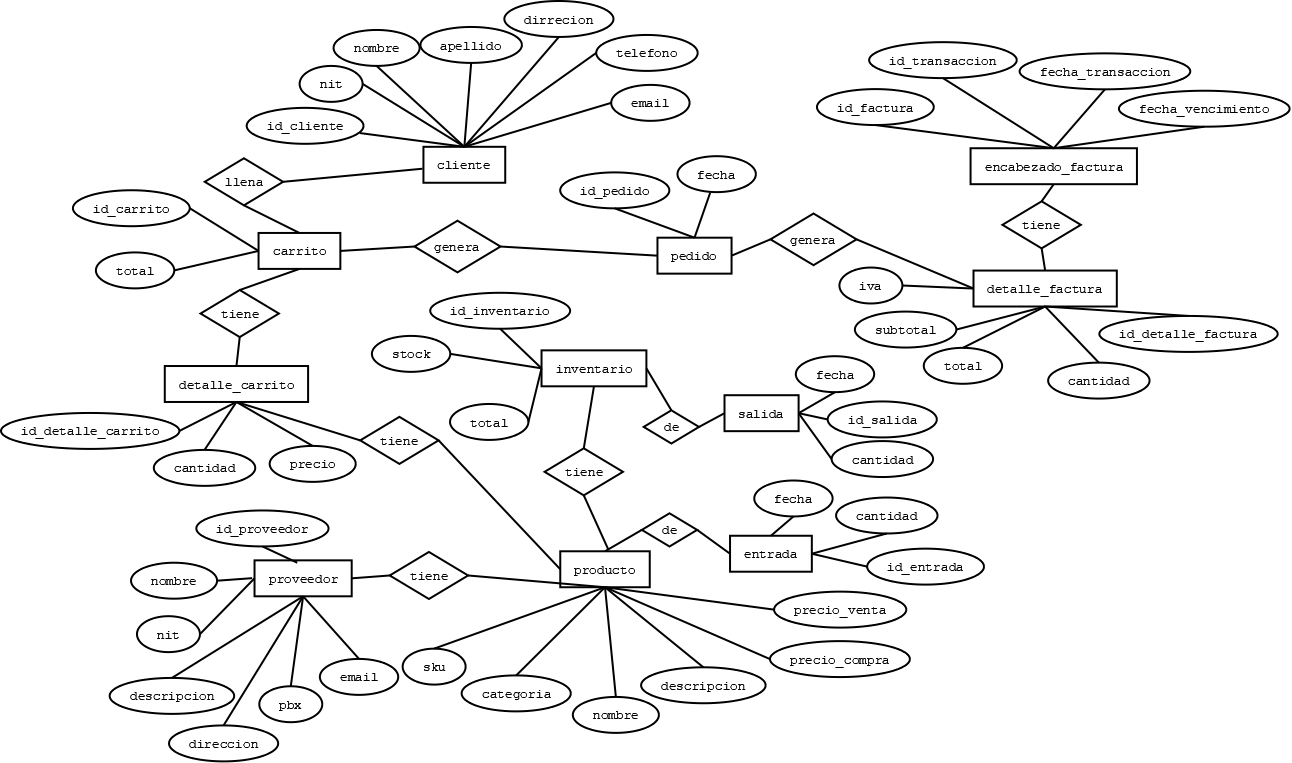 dirrecion
nombre
apellido
telefono
nit
email
id_cliente
cliente
llena
id_transaccion
fecha_transaccion
id_factura
fecha_vencimiento
encabezado_factura
id_carrito
total
carrito
genera
id_pedido
fecha
pedido
genera
tiene
detalle_factura
iva
subtotal
total
cantidad
id_detalle_factura
tiene
detalle_carrito
id_detalle_carrito
cantidad
precio
tiene
id_inventario
stock
total
inventario
de
salida
fecha
id_salida
cantidad
tiene
de
entrada
fecha
cantidad
id_entrada
id_proveedor
nombre
proveedor
nit
descripcion
direccion
pbx
email
tiene
producto
sku
categoria
nombre
descripcion
precio_compra
precio_venta